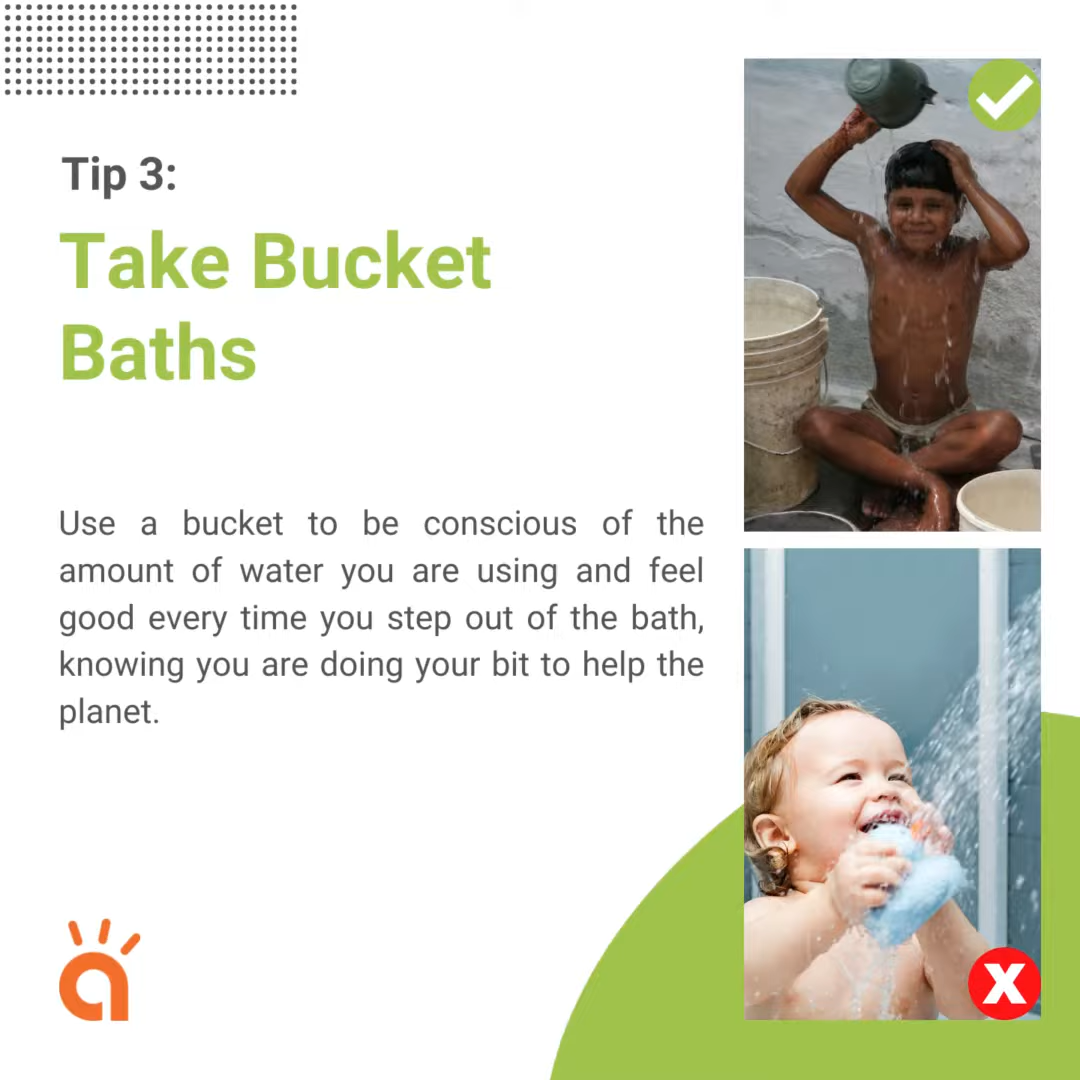 Tip 3:
Take Bucket
Baths
Use a bucket to be conscious of the
amount of water you are using and feel
good every time you step out of the bath,
knowing you are doing your bit to help the
planet.